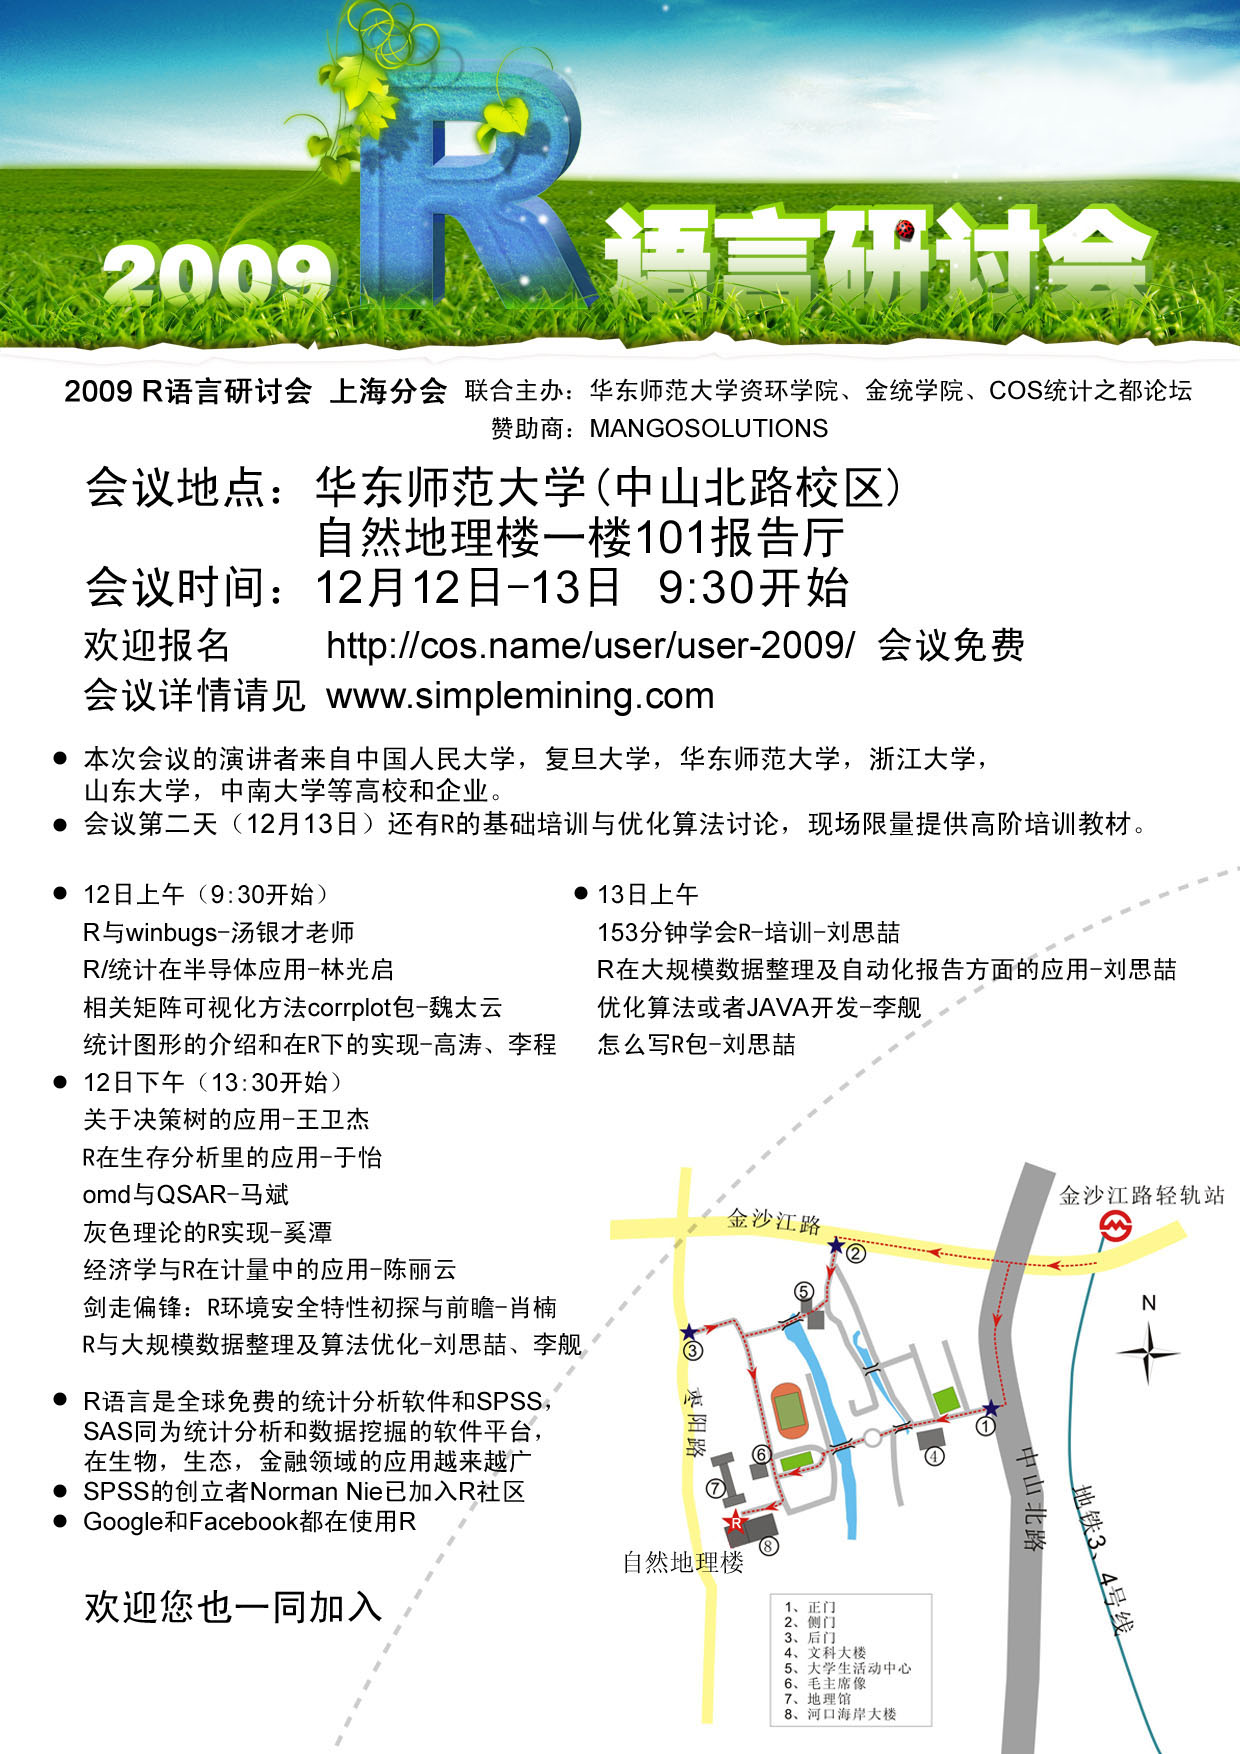 2009 R 语言研讨会
2009 R语言研讨会 上海分会 联合主办：华东师范大学资环学院、金统学院、COS统计之都论坛
赞助商：MANGOSOLUTIONS
会议地点：华东师范大学(中山北路校区)
自然地理楼一楼101报告厅
会议时间：12月12日-13日 9:30开始
欢迎报名 http://cos.name/user/user-2009/ 会议免费
会议详情请见 www.simplemining.com
● 本次会议的演讲者来自中国人民大学，复旦大学，华东师范大学，浙江大学，
山东大学，中南大学等高校和企业。
● 会议第二天（12月13日）还有R的基础培训与优化算法讨论，现场限量提供高阶培训教材。
● 12日上午（9:30开始）
R与winbugs-汤银才老师
R/统计在半导体应用-林光启
相关矩阵可视化方法corrplot包-魏太云
统计图形的介绍和在R下的实现-高涛、李程
● 12日下午（13:30开始）
关于决策树的应用-王卫杰
R在生存分析里的应用-于怡
omd与QSAR-马斌
灰色理论的R实现-奚潭
经济学与R在计量中的应用-陈丽云
剑走偏锋：R环境安全特性初探与前瞻-肖楠
R与大规模数据整理及算法优化-刘思喆、李舰
● 13日上午
153分钟学会R-培训-刘思喆
R在大规模数据整理及自动化报告方面的应用-刘思喆
优化算法或者JAVA开发-李舰
怎么写R包-刘思喆
● R语言是全球免费的统计分析软件和SPSS，
SAS同为统计分析和数据挖掘的软件平台，
在生物，生态，金融领域的应用越来越广
● SPSS的创立者Norman Nie已加入R社区
● Google和Facebook都在使用R
欢迎您也一同加入
金沙江路轻轨站
金沙江路
②
⑤
N
③
枣阳路
①
④
⑥
⑦
R
⑧
中山北路
地铁3、4号线
自然地理楼
1、正门
2、侧门
3、后门
4、文科大楼
5、大学生活动中心
6、毛主席像
7、地理馆
8、河口海岸大楼